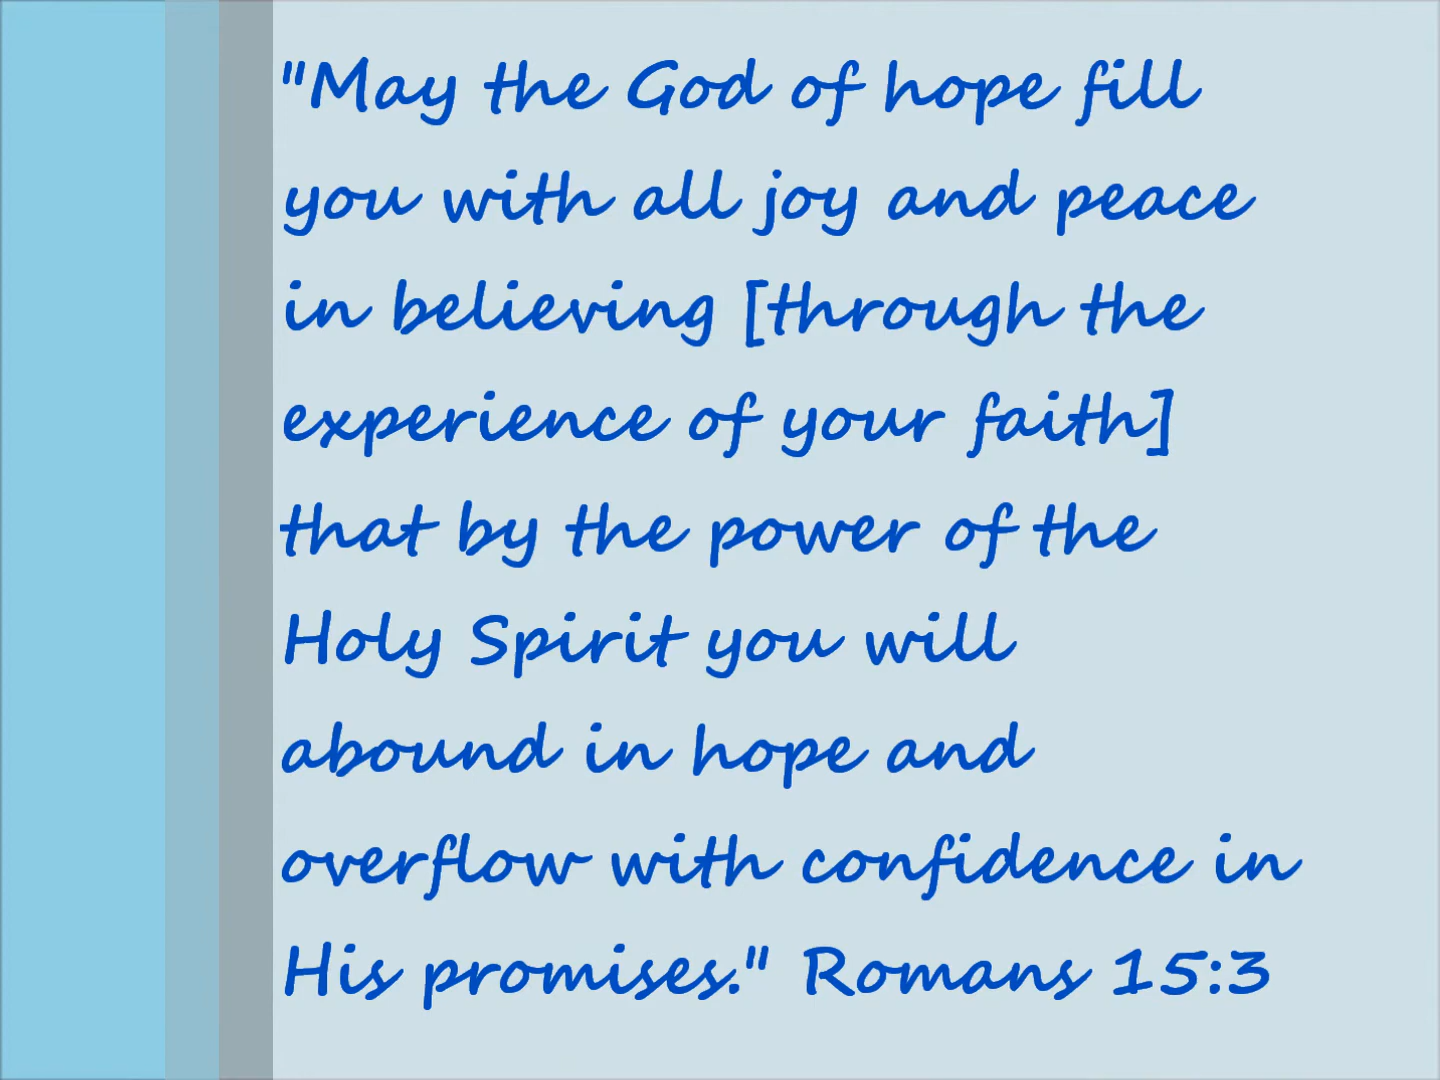 "May the God of hope fill
you with all joy and peace
in believing [through the
experience of your faith]
that by the power of the
Holy Spirit you will
abound in hope and
overflow with confidence in
His promises." Romans 15:3